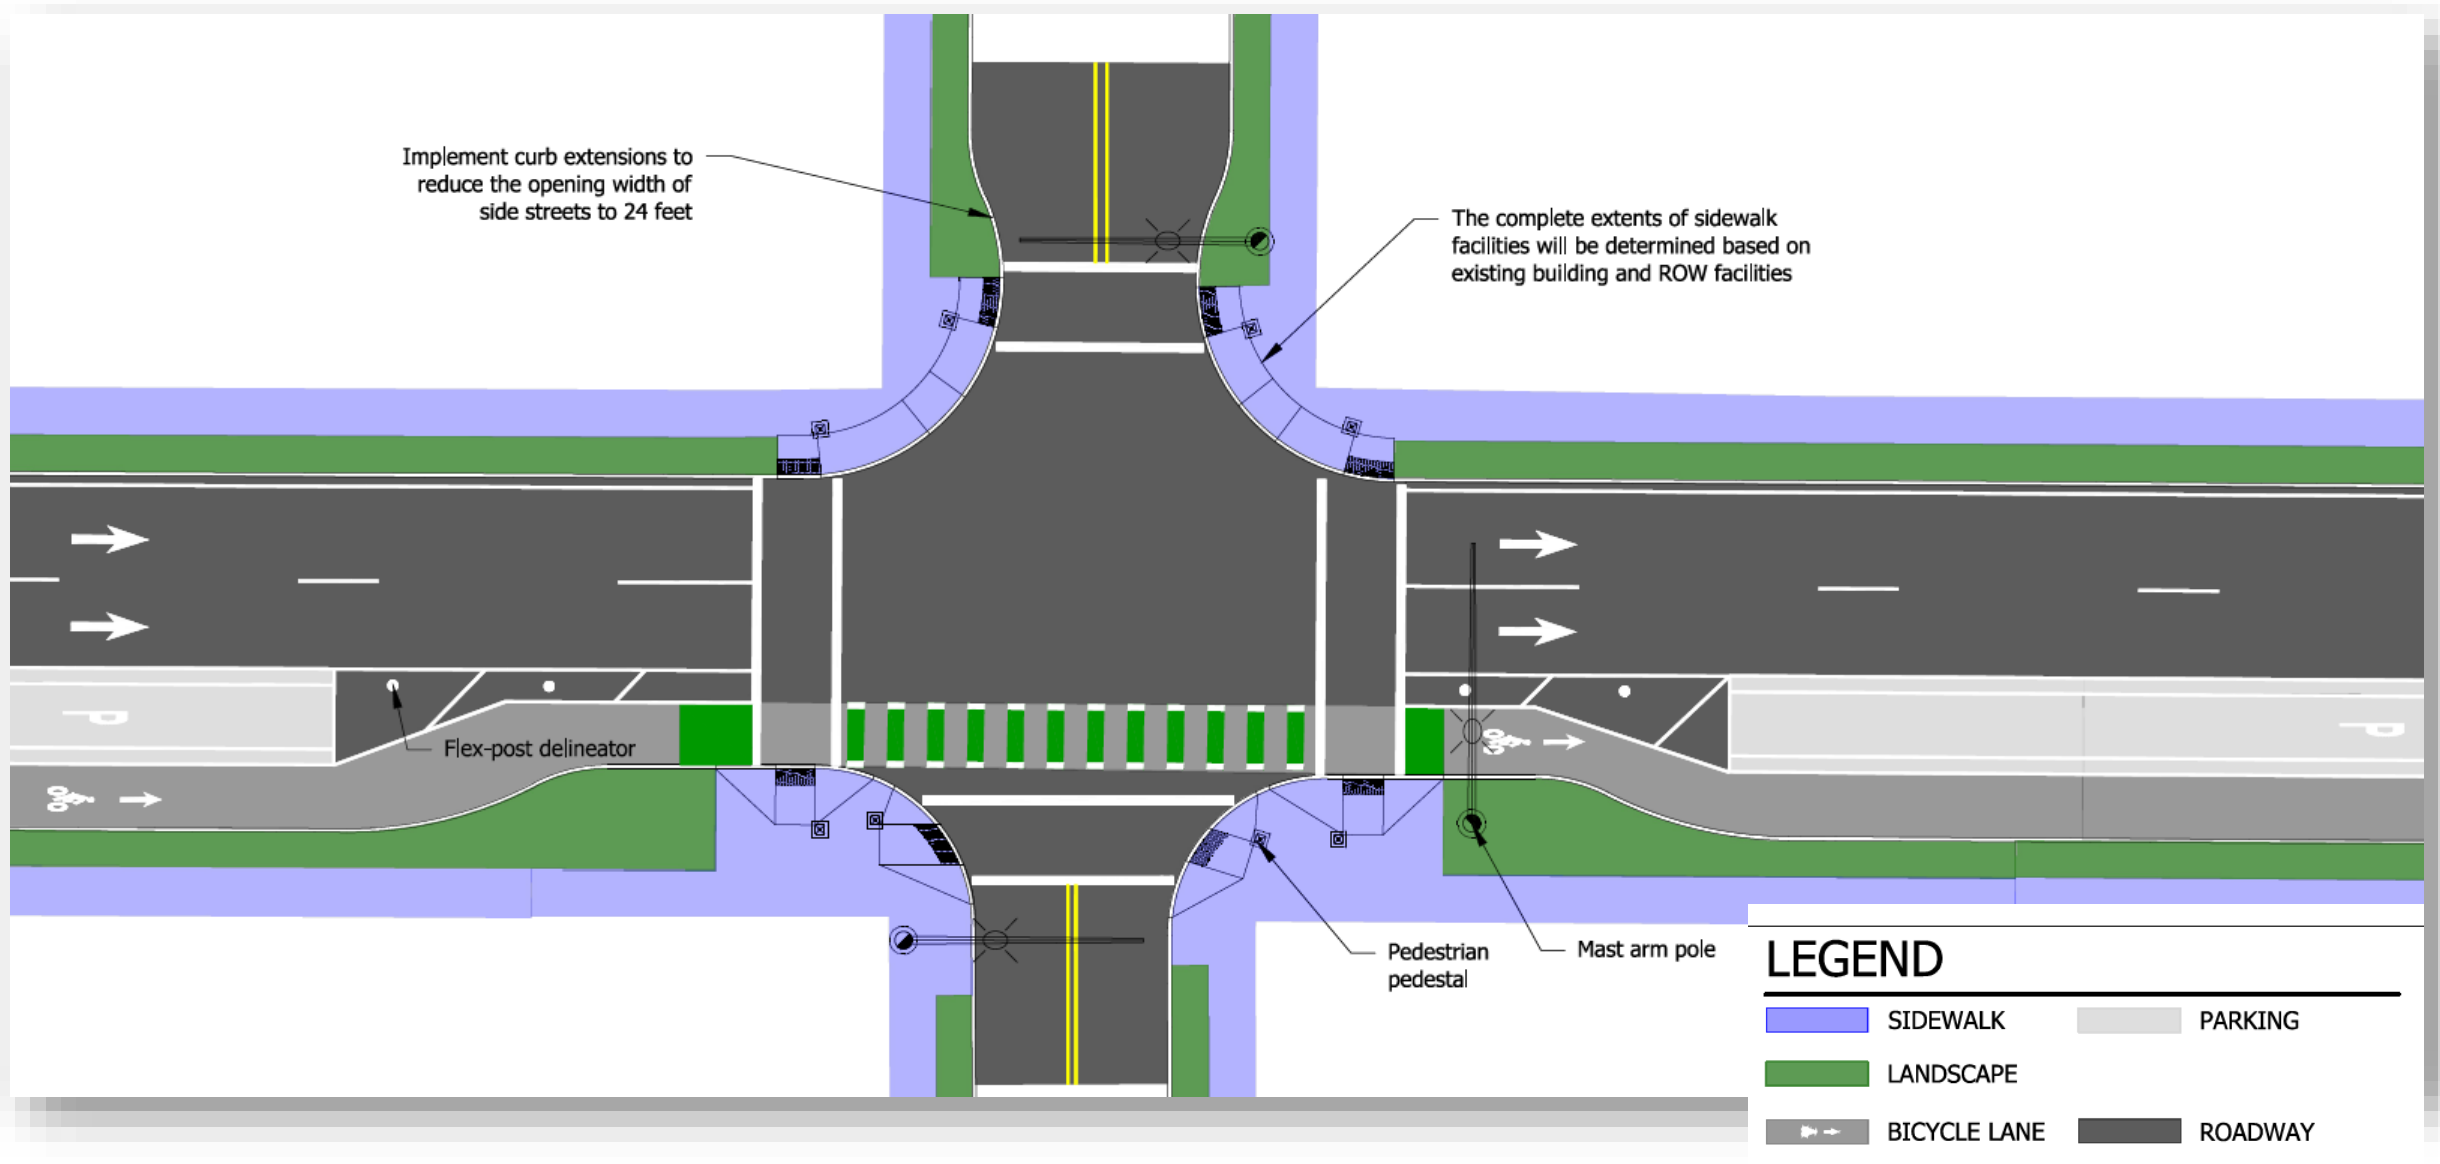 Implement curb extensions to
reduce the opening width of
side streets to 24 feet
The complete extents of sidewalk
facilities will be determined based on
existing building and ROW facilities
P
P
Flex-post delineator
Pedestrian
pedestal
Mast arm pole
LEGEND
SIDEWALK
PARKING
LANDSCAPE
BICYCLE LANE
ROADWAY